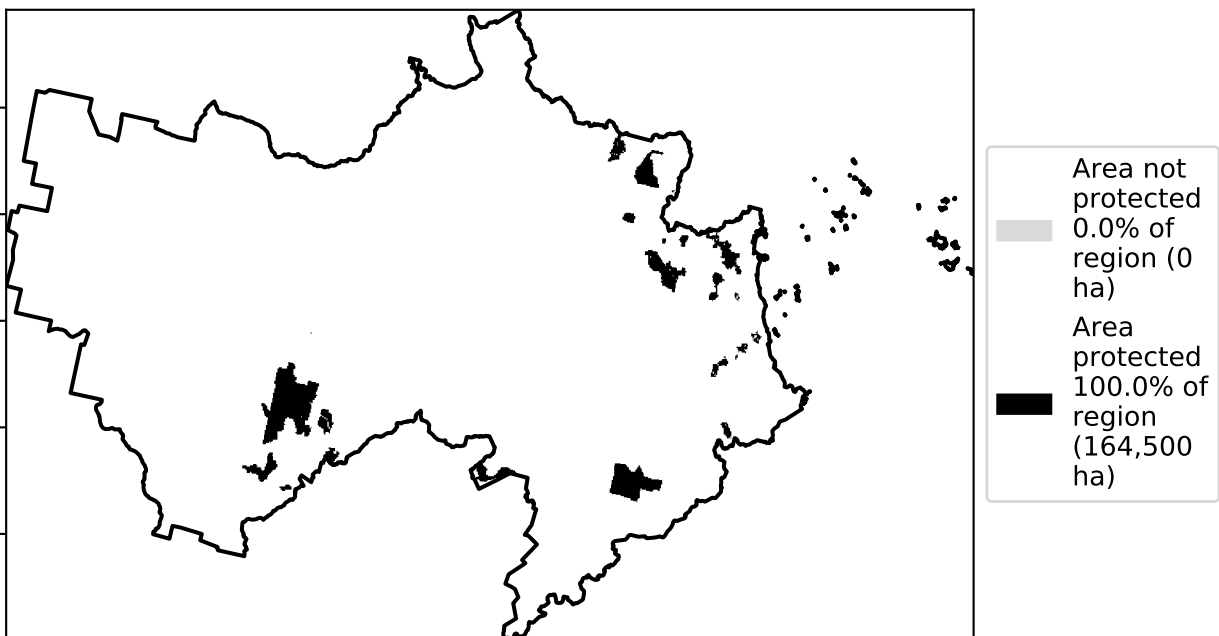 Area not
protected
0.0% of
region (0
ha)
Area
protected
100.0% of
region
(164,500
ha)